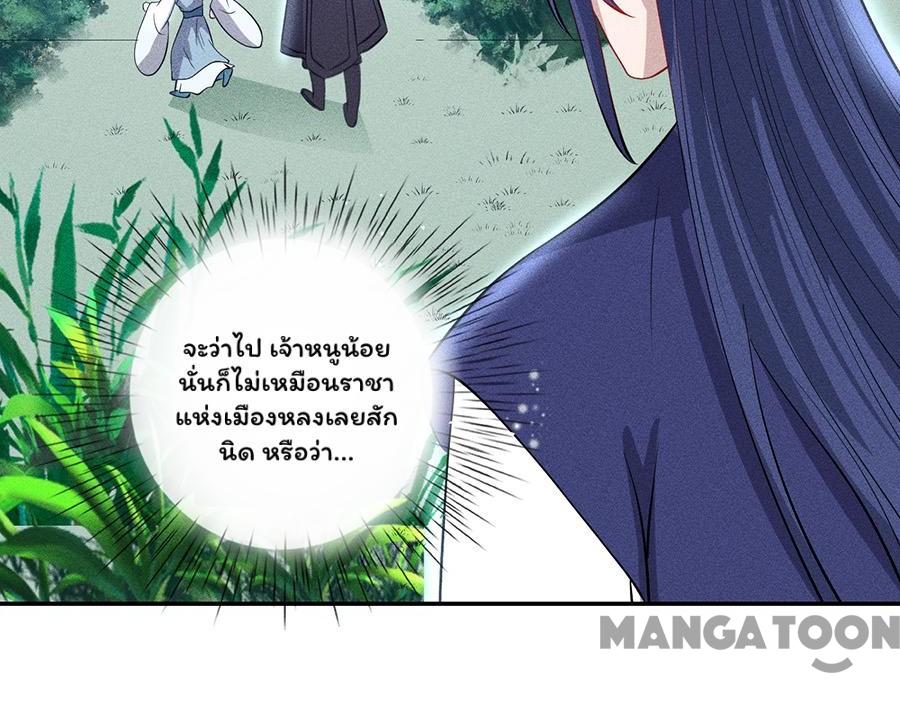 จะว่าไป เจ้าหนูน้อย
นั่นก็ไม่เหมือนราชา
แห่งเมืองหลงเลยสัก
นิด หรือว่า...
MANGATOON